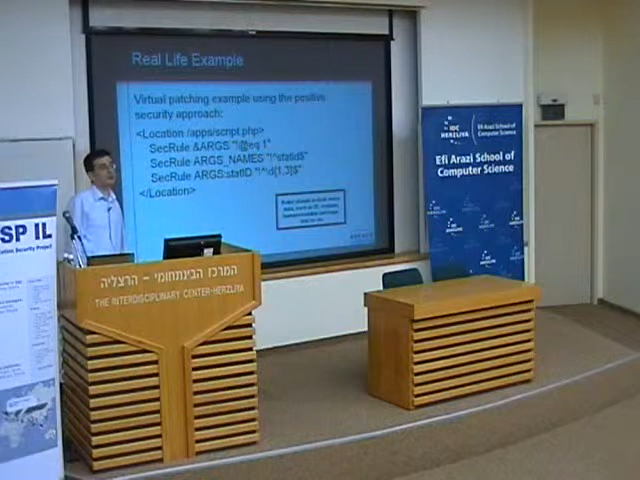 Real Life Example
Virtual patching example using the positive
security approach:
<Location /apps/script.php>
SecRule &ARGS "!@eq 1"
SecRule ARGS_NAMES "!^statid$"
SecRule ARGS:statID "!^\d{1,3}$"
</Location>
IDC
HERZLIYA
Efi Arazi School of
Computer Science
Efi Arazi School of
Computer Science
SP IL
Security Project
המרכז הבינתחומי - הרצליה
THE INTERDISCIPLINARY CENTER-HERZLIYA